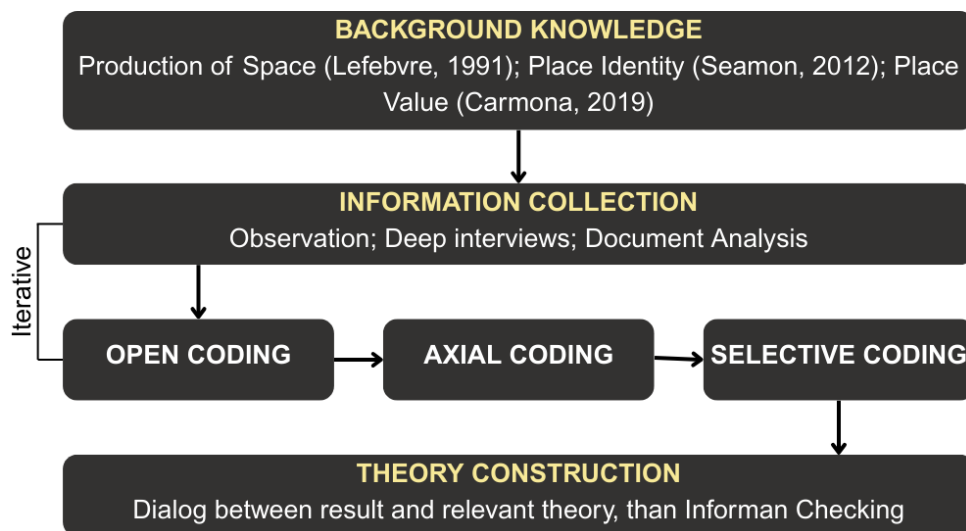 BACKGROUND KNOWLEDGE
Production of Space (Lefebvre, 1991); Place Identity (Seamon, 2012); Place
Value (Carmona, 2019)
INFORMATION COLLECTION
Observation; Deep interviews; Document Analysis
Iterative
OPEN CODING
AXIAL CODING
SELECTIVE CODING
THEORY CONSTRUCTION
Dialog between result and relevant theory, than Informan Checking